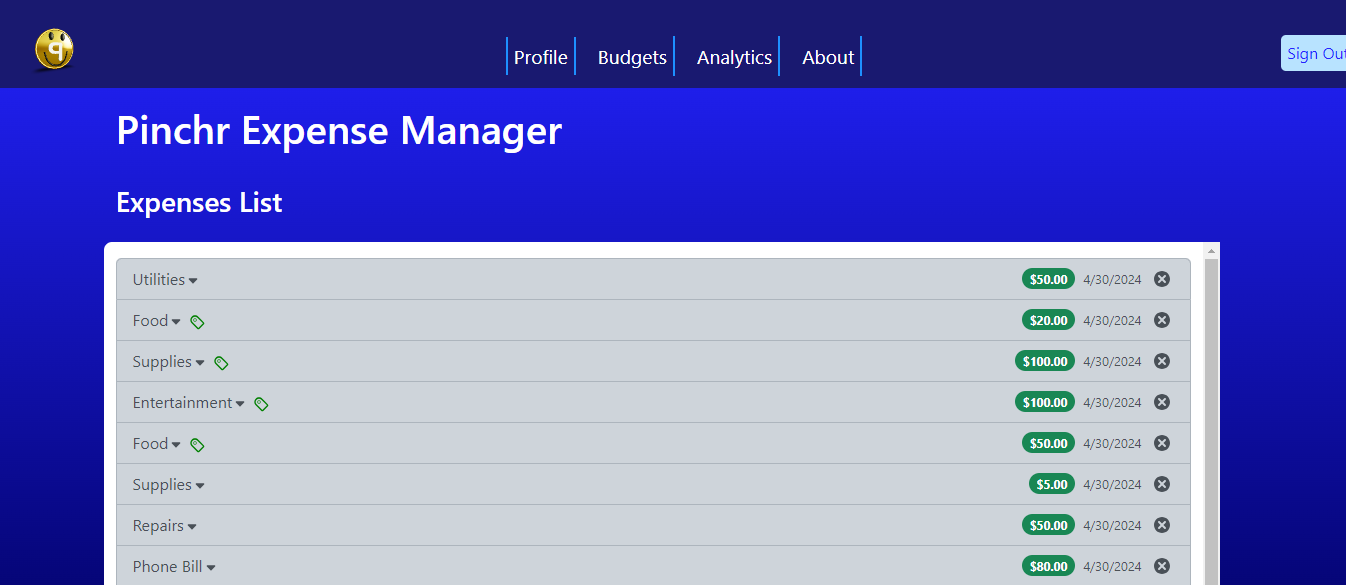 q
Profile Budgets Analytics About
Sign Out
Pinchr Expense Manager
Expenses List
Utilities $50.00 4/30/2024
Food $20.00 4/30/2024
Supplies $100.00 4/30/2024
Entertainment $100.00 4/30/2024
Food $50.00 4/30/2024
Supplies $5.00 4/30/2024
Repairs $50.00 4/30/2024
Phone Bill $80.00 4/30/2024